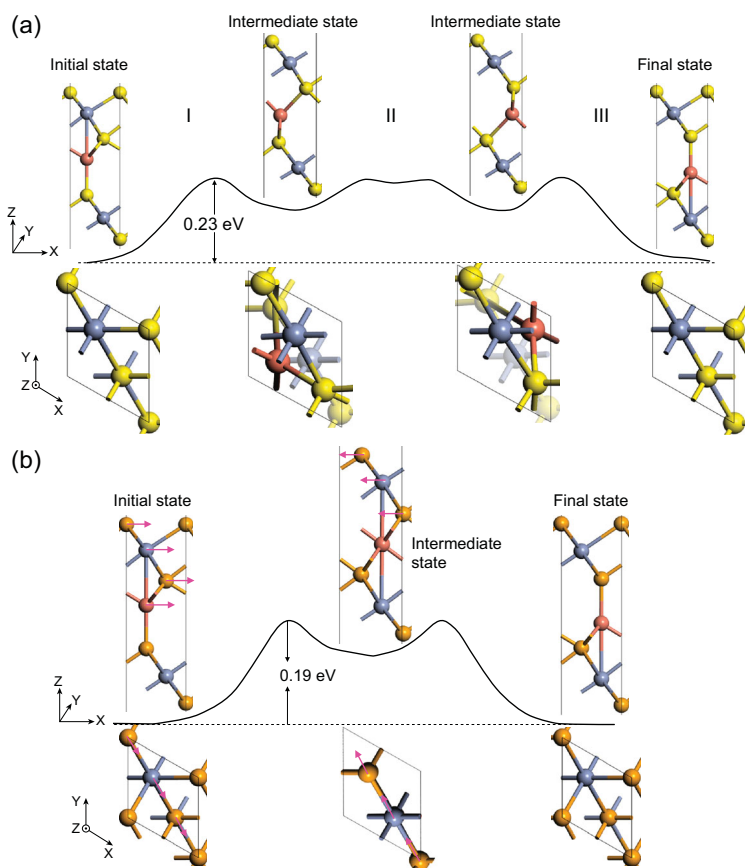 (a)
Intermediate state
Intermediate state
Initial state
Final state
I
II
III
0.23 eV
Z
Y
X
Y
Z
X
(b)
Initial state
Final state
Intermediate
state
0.19 eV
Z
Y
X
Y
Z
X